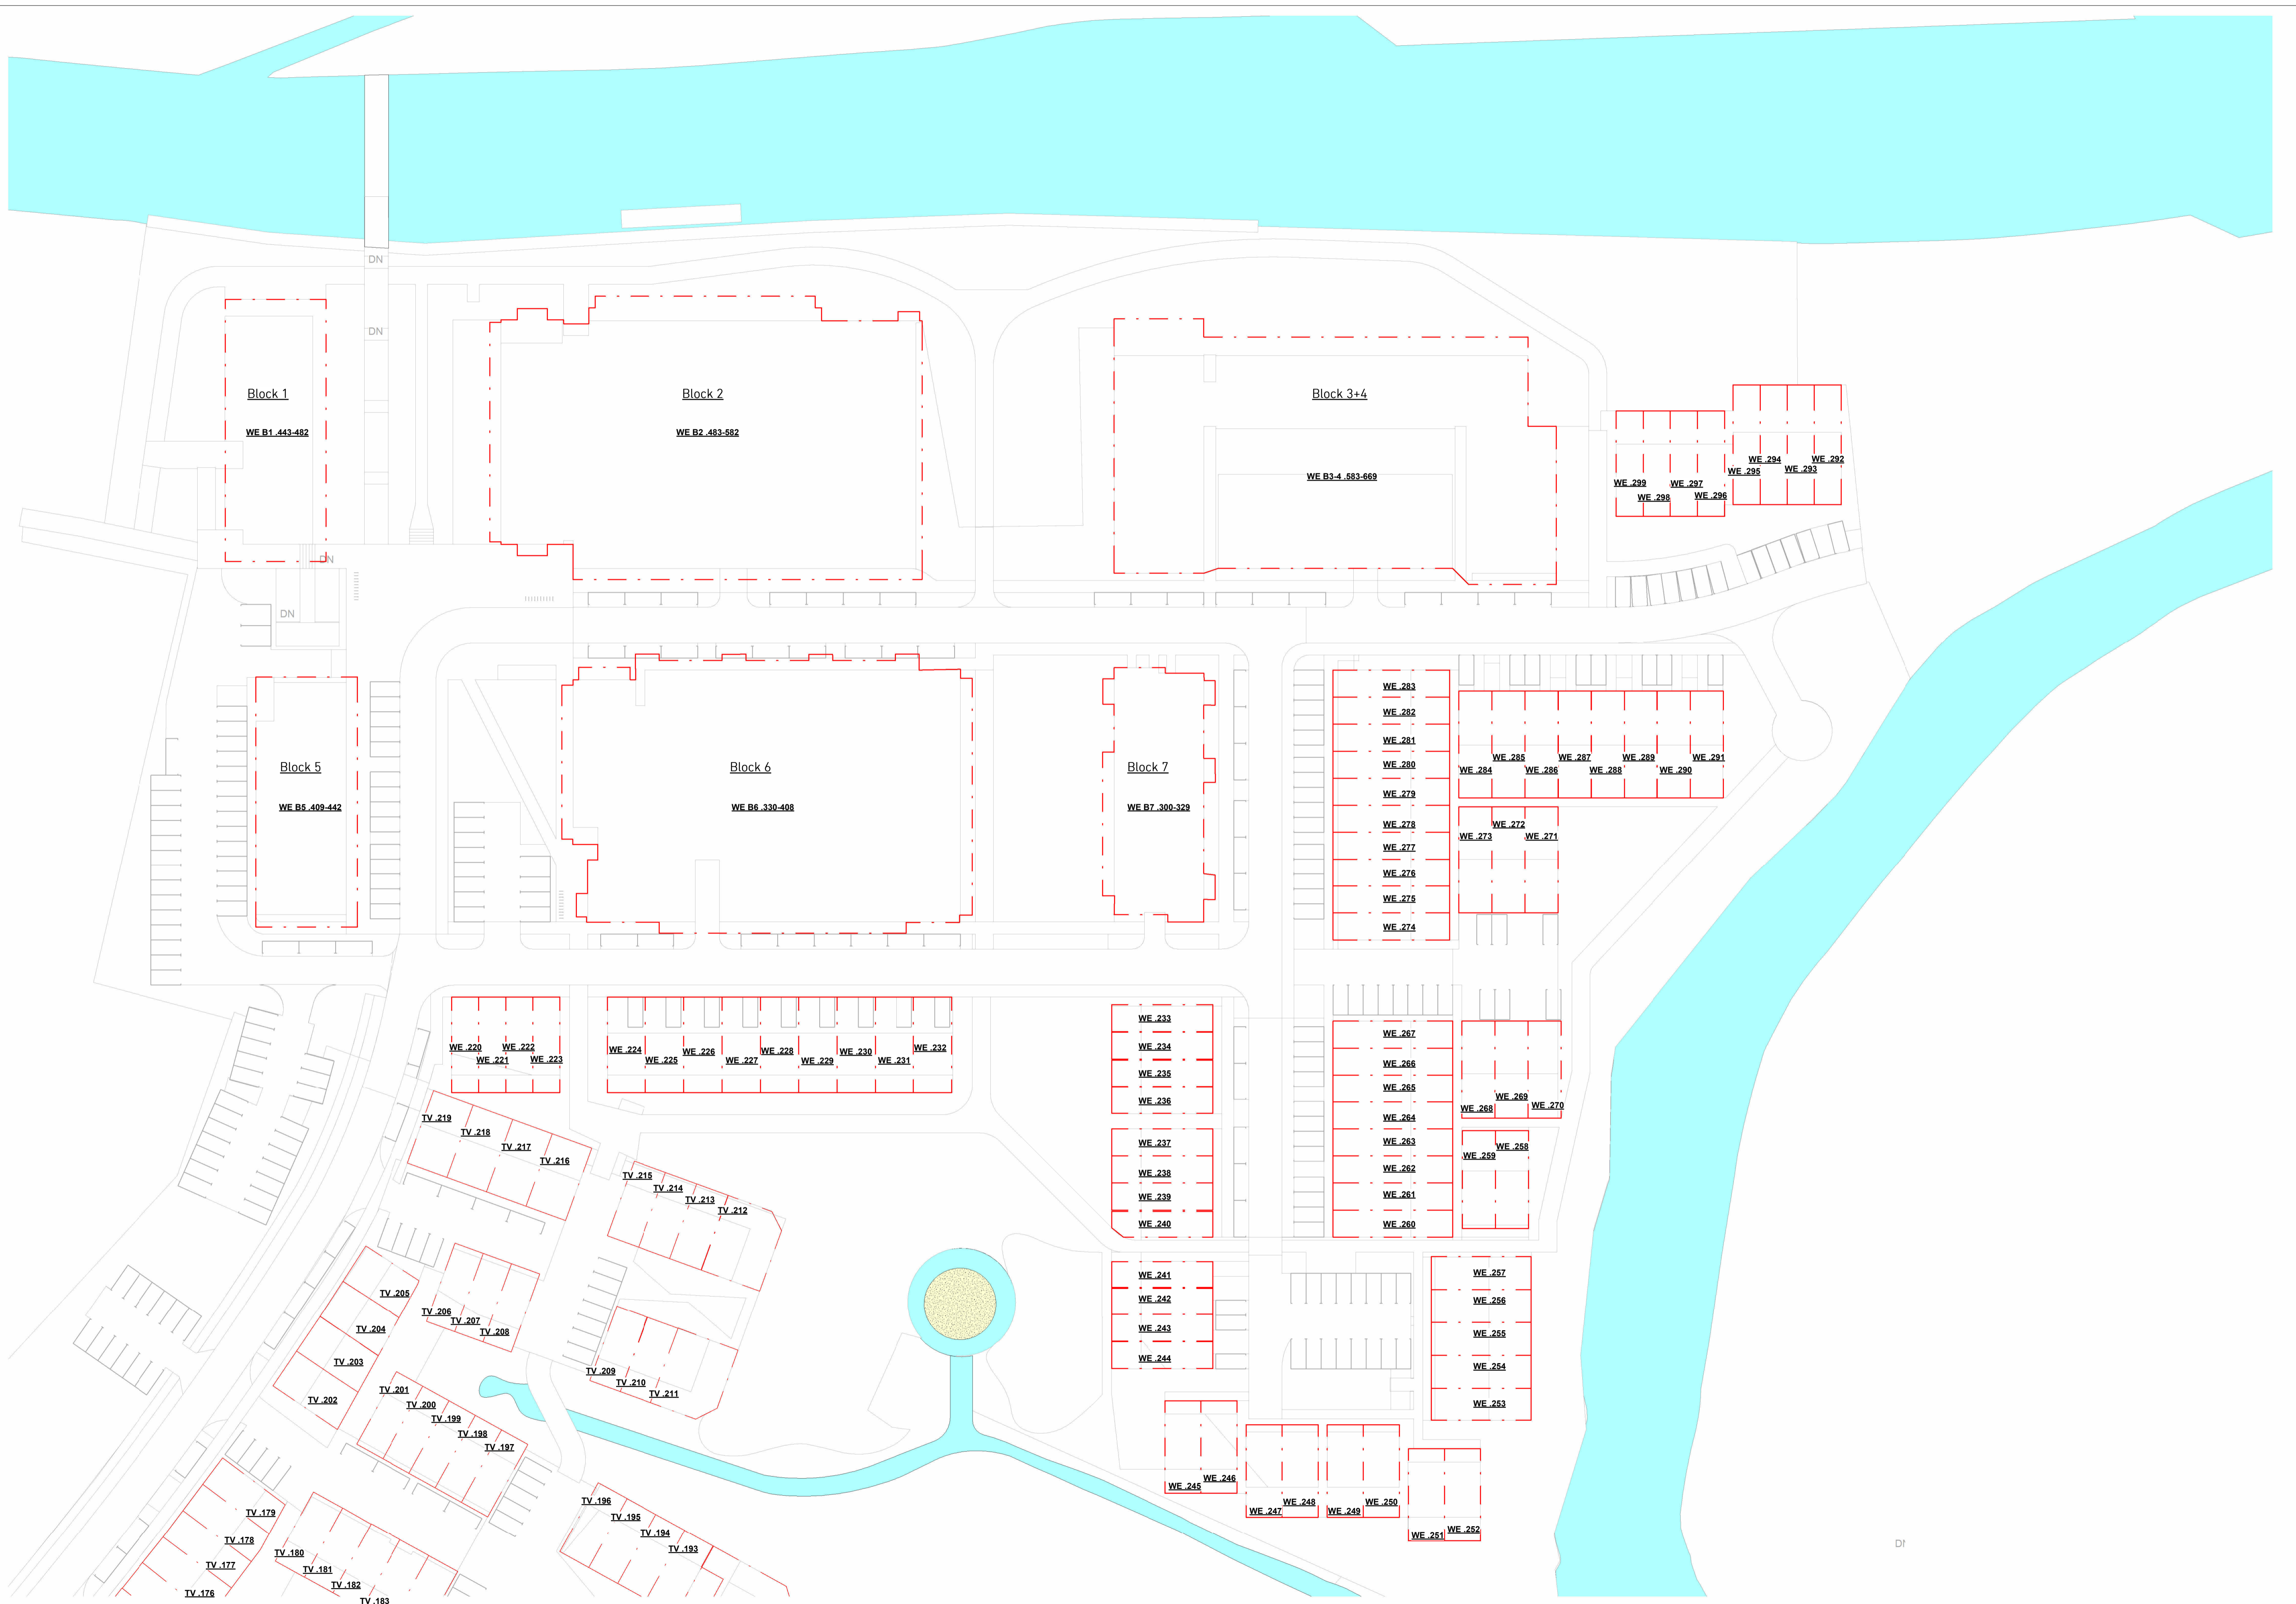 DN
DN
Block 1
Block 2
Block 3+4
WE B1 .443-482
WE B2 .483-582
WE B3-4 .583-669
WE .299
WE .298
WE .297
WE .296
WE .295
WE .294
WE .293
WE .292
DN
DN
Block 5
Block 6
Block 7
WE B5 .409-442
WE B6 .330-408
WE B7 .300-329
WE .283
WE .282
WE .281
WE .280
WE .279
WE .278
WE .277
WE .276
WE .275
WE .274
WE .284
WE .285
WE .286
WE .287
WE .288
WE .289
WE .290
WE .291
WE .273
WE .272
WE .271
WE .220
WE .221
WE .222
WE .223
WE .224
WE .225
WE .226
WE .227
WE .228
WE .229
WE .230
WE .231
WE .232
WE .233
WE .234
WE .235
WE .236
WE .237
WE .238
WE .239
WE .240
WE .267
WE .266
WE .265
WE .264
WE .263
WE .262
WE .261
WE .260
WE .268
WE .269
WE .270
WE .259
WE .258
TV .219
TV .218
TV .217
TV .216
TV .215
TV .214
TV .213
TV .212
TV .205
TV .204
TV .203
TV .202
TV .206
TV .207
TV .208
TV .209
TV .210
TV .211
WE .241
WE .242
WE .243
WE .244
WE .257
WE .256
WE .255
WE .254
WE .253
TV .201
TV .200
TV .199
TV .198
TV .197
WE .245
WE .246
WE .247
WE .248
WE .249
WE .250
WE .251
WE .252
TV .196
TV .195
TV .194
TV .193
TV .179
TV .178
TV .177
TV .176
TV .180
TV .181
TV .182
TV .183